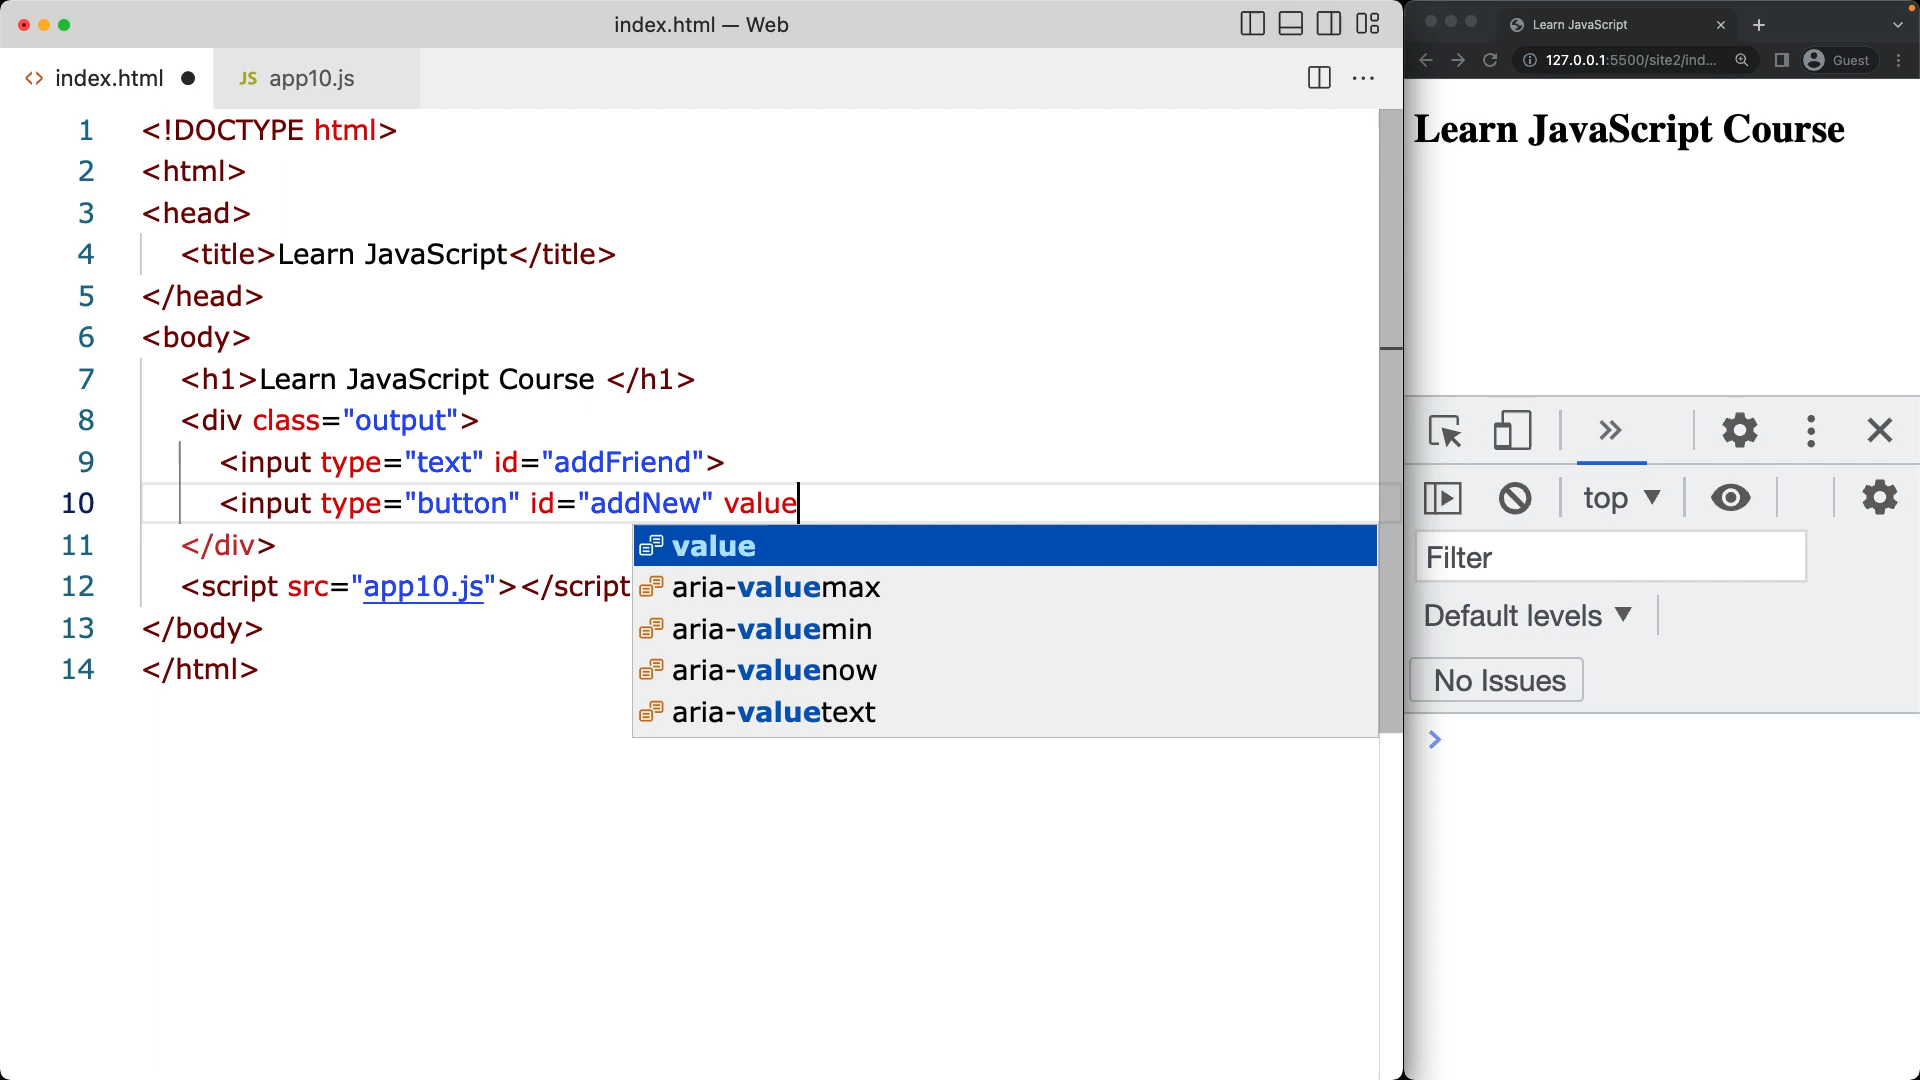 index.html — Web
<> index.html ●
JS app10.js
1 <!DOCTYPE html>
2 <html>
3 <head>
4 <title>Learn JavaScript</title>
5 </head>
6 <body>
7 <h1>Learn JavaScript Course </h1>
8 <div class="output">
9 <input type="text" id="addFriend">
10 <input type="button" id="addNew" value
11 </div>
12 <script src="app10.js"></script
13 </body>
14 </html>
value
aria-valuemax
aria-valuemin
aria-valuenow
aria-valuetext
Learn JavaScript
127.0.0.1:5500/site2/ind...
Guest
Learn JavaScript Course
top
Filter
Default levels
No Issues